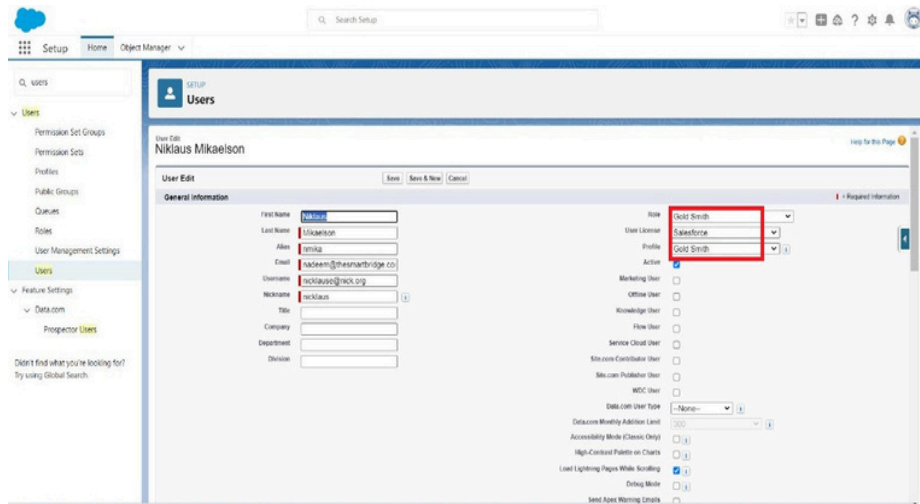 Search Setup
Setup
Home
Object Manager
users
Users
Permission Set Groups
Permission Sets
Profiles
Public Groups
Queues
Roles
User Management Settings
Users
Feature Settings
Data.com
Prospector Users
Didn't find what you're looking for?
Try using Global Search.
SETUP
Users
User Edit
Niklaus Mikaelson
Help for this Page
User Edit
Save
Save & New
Cancel
General Information
= Required Information
First Name Niklaus
Last Name Mikaelson
Alias nmika
Email nadeem@thesmartbridge.co
Username nicklause@nick.org
Nickname nicklaus
Title
Company
Department
Division
Role Gold Smith
User License Salesforce
Profile Gold Smith
Active
Marketing User
Offline User
Knowledge User
Flow User
Service Cloud User
Site.com Contributor User
Site.com Publisher User
WDC User
Data.com User Type --None--
Data.com Monthly Addition Limit 300
Accessibility Mode (Classic Only)
High-Contrast Palette on Charts
Load Lightning Pages While Scrolling
Debug Mode
Send Apex Warning Emails